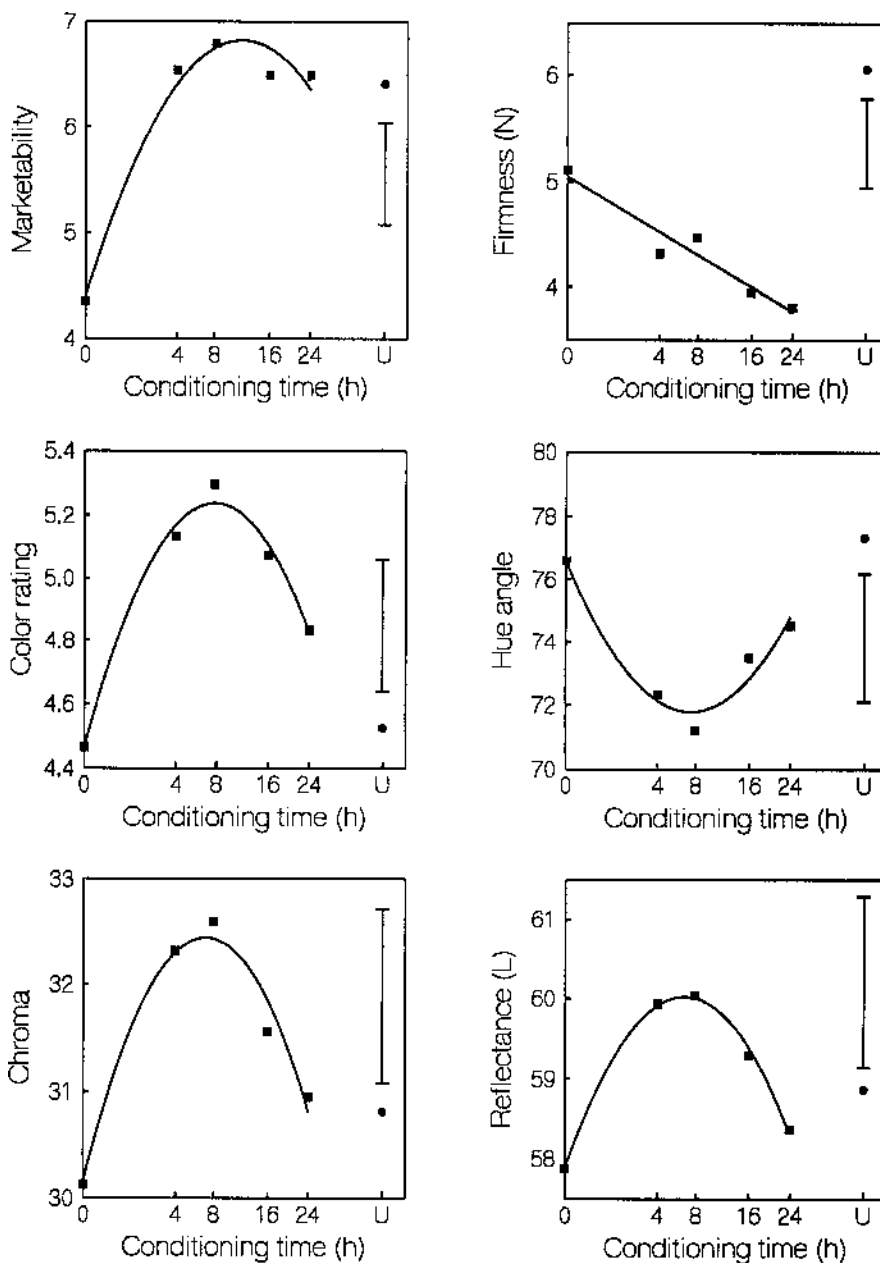 7
6
5
4
Marketability
0 4 8 16 24 U
Conditioning time (h)
6
5
4
Firmness (N)
0 4 8 16 24 U
Conditioning time (h)
5.4
5.2
5.0
4.8
4.6
4.4
Color rating
0 4 8 16 24 U
Conditioning time (h)
80
78
76
74
72
70
Hue angle
0 4 8 16 24 U
Conditioning time (h)
33
32
31
30
Chroma
0 4 8 16 24 U
Conditioning time (h)
61
60
59
58
Reflectance (L)
0 4 8 16 24 U
Conditioning time (h)